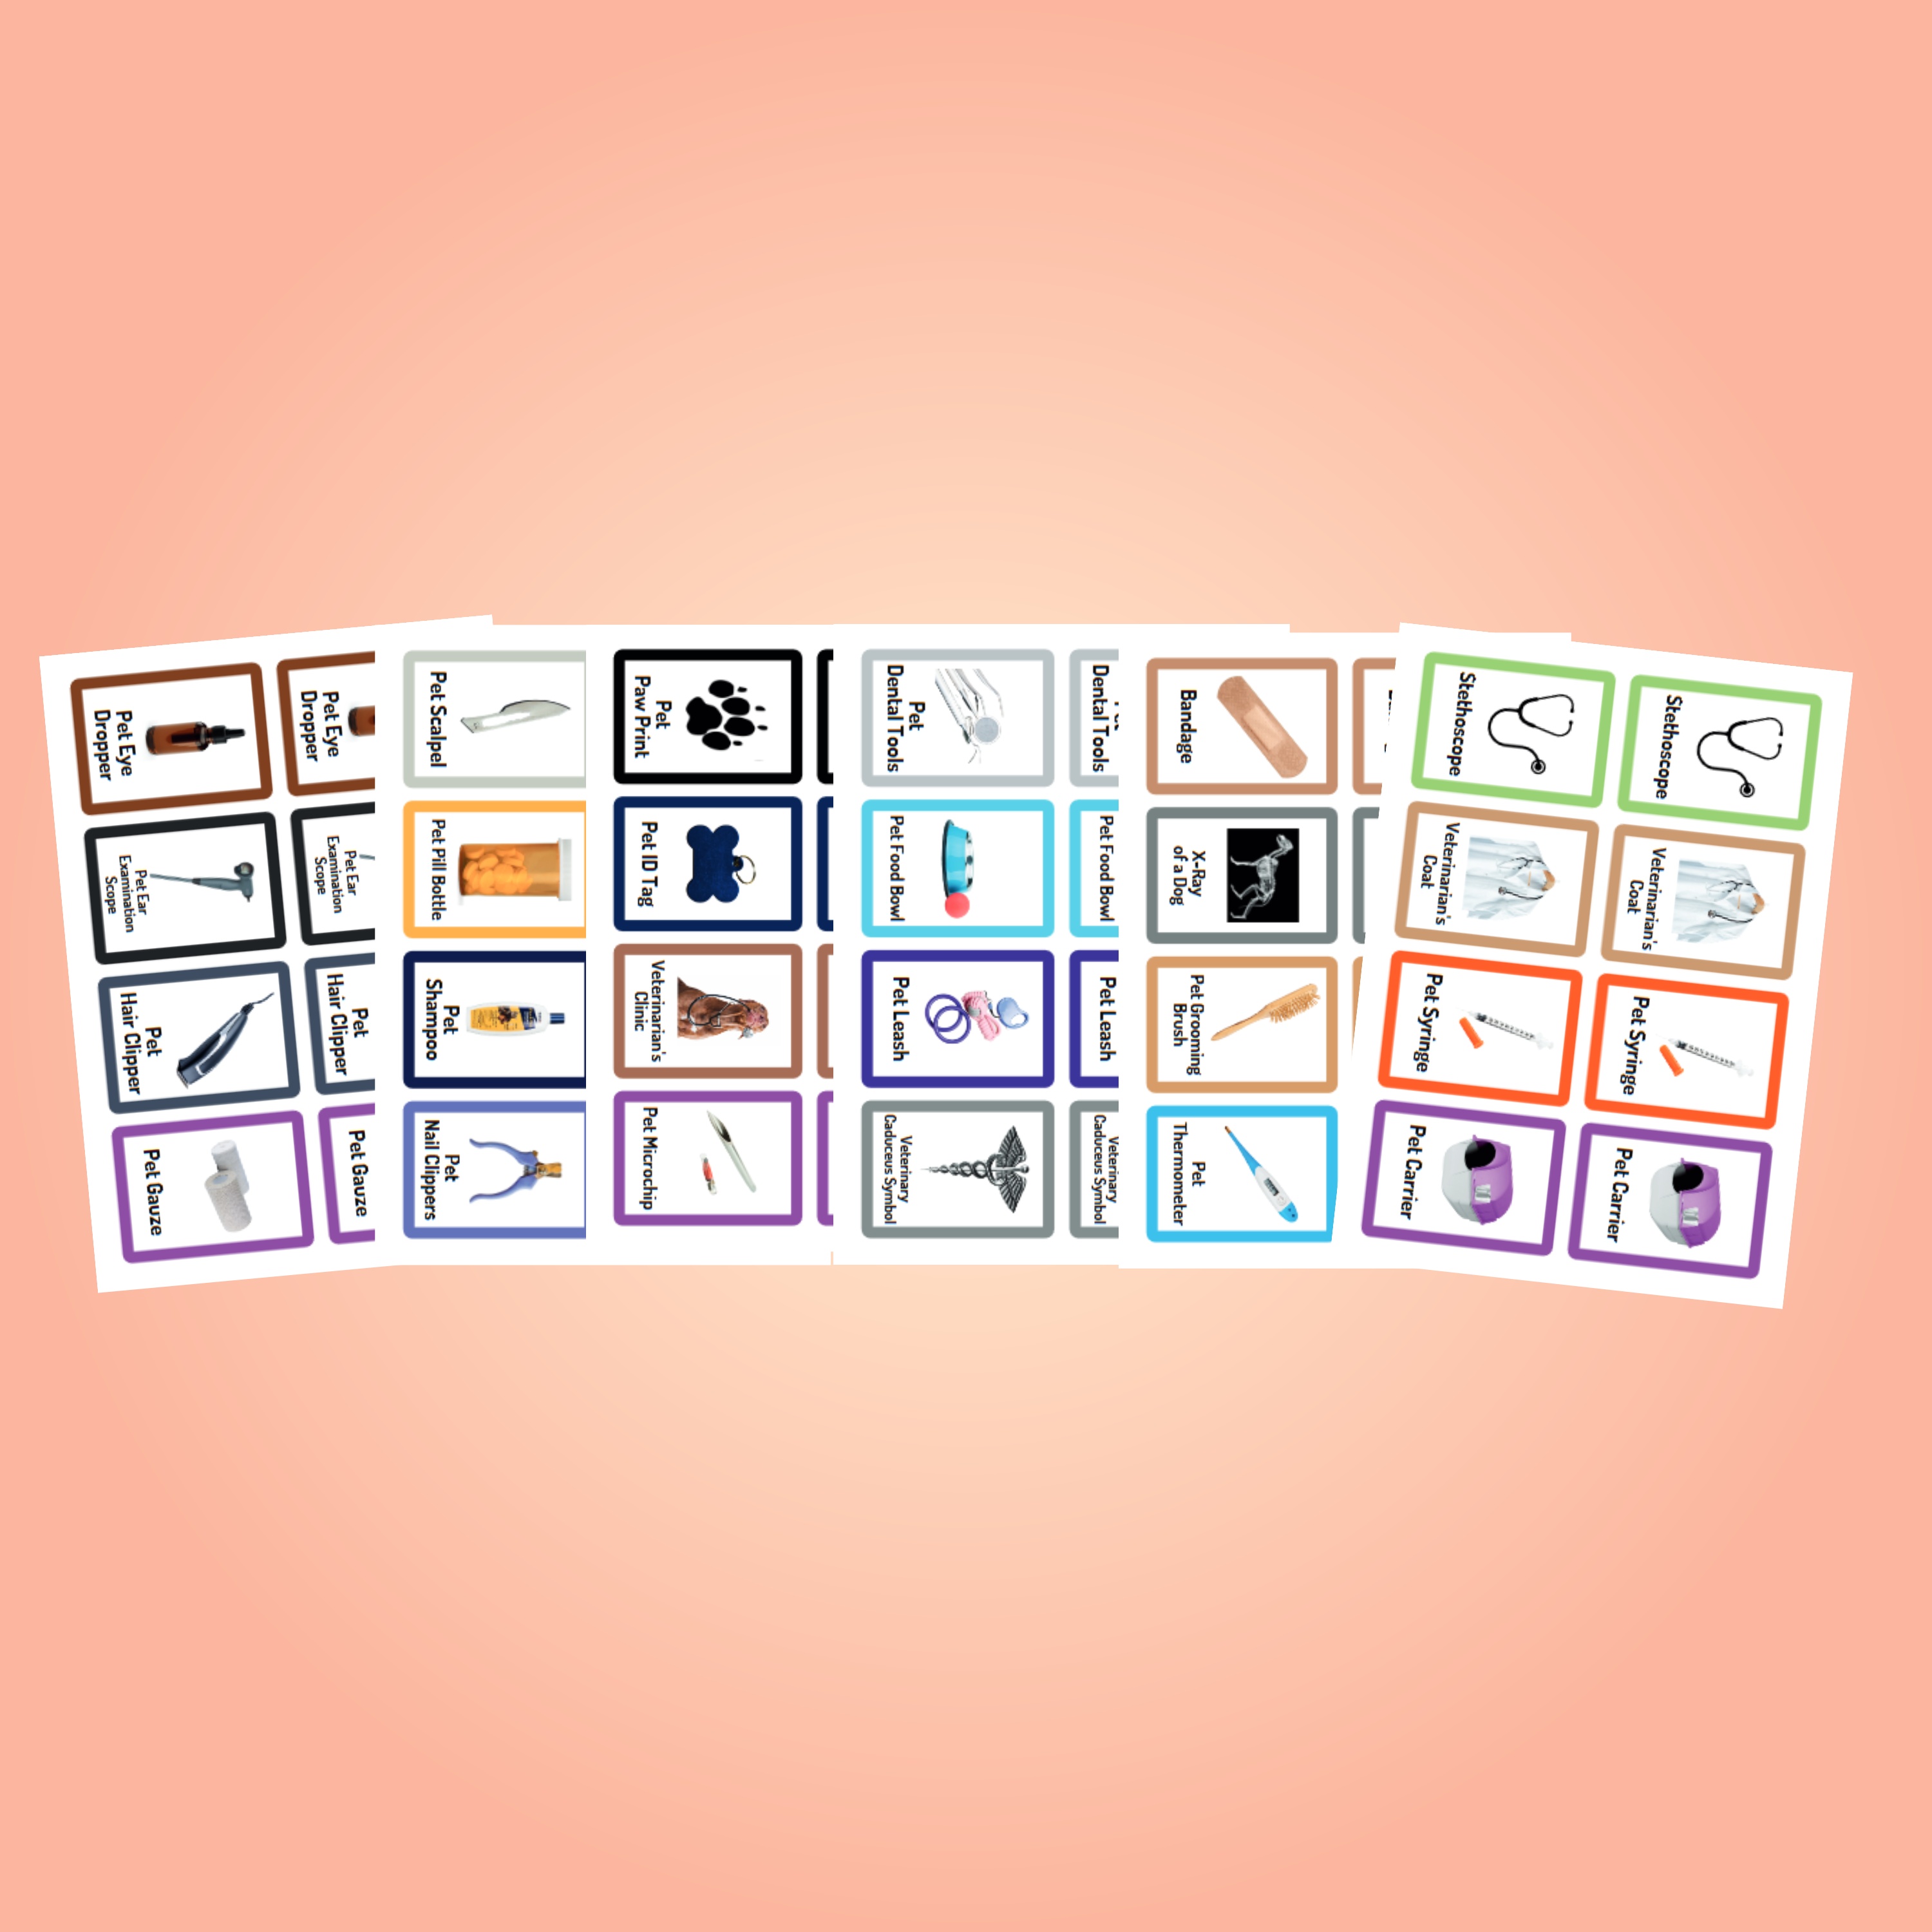 Pet Eye
Dropper
Pet Eye
Dropper
Pet Ear
Examination
Scope
Pet Ear
Examination
Scope
Pet
Hair Clipper
Pet
Hair Clipper
Pet Gauze
Pet Gauze
Pet Scalpel
Pet Pill Bottle
Pet
Shampoo
Pet
Nail Clippers
Pet
Paw Print
Pet ID Tag
Veterinarian's
Clinic
Pet Microchip
Pet
Dental Tools
Dental Tools
Pet Food Bowl
Pet Food Bowl
Pet Leash
Pet Leash
Veterinary
Caduceus Symbol
Veterinary
Caduceus Symbol
Bandage
X-Ray
of a Dog
Pet Grooming
Brush
Pet
Thermometer
Stethoscope
Stethoscope
Veterinarian's
Coat
Veterinarian's
Coat
Pet Syringe
Pet Syringe
Pet Carrier
Pet Carrier